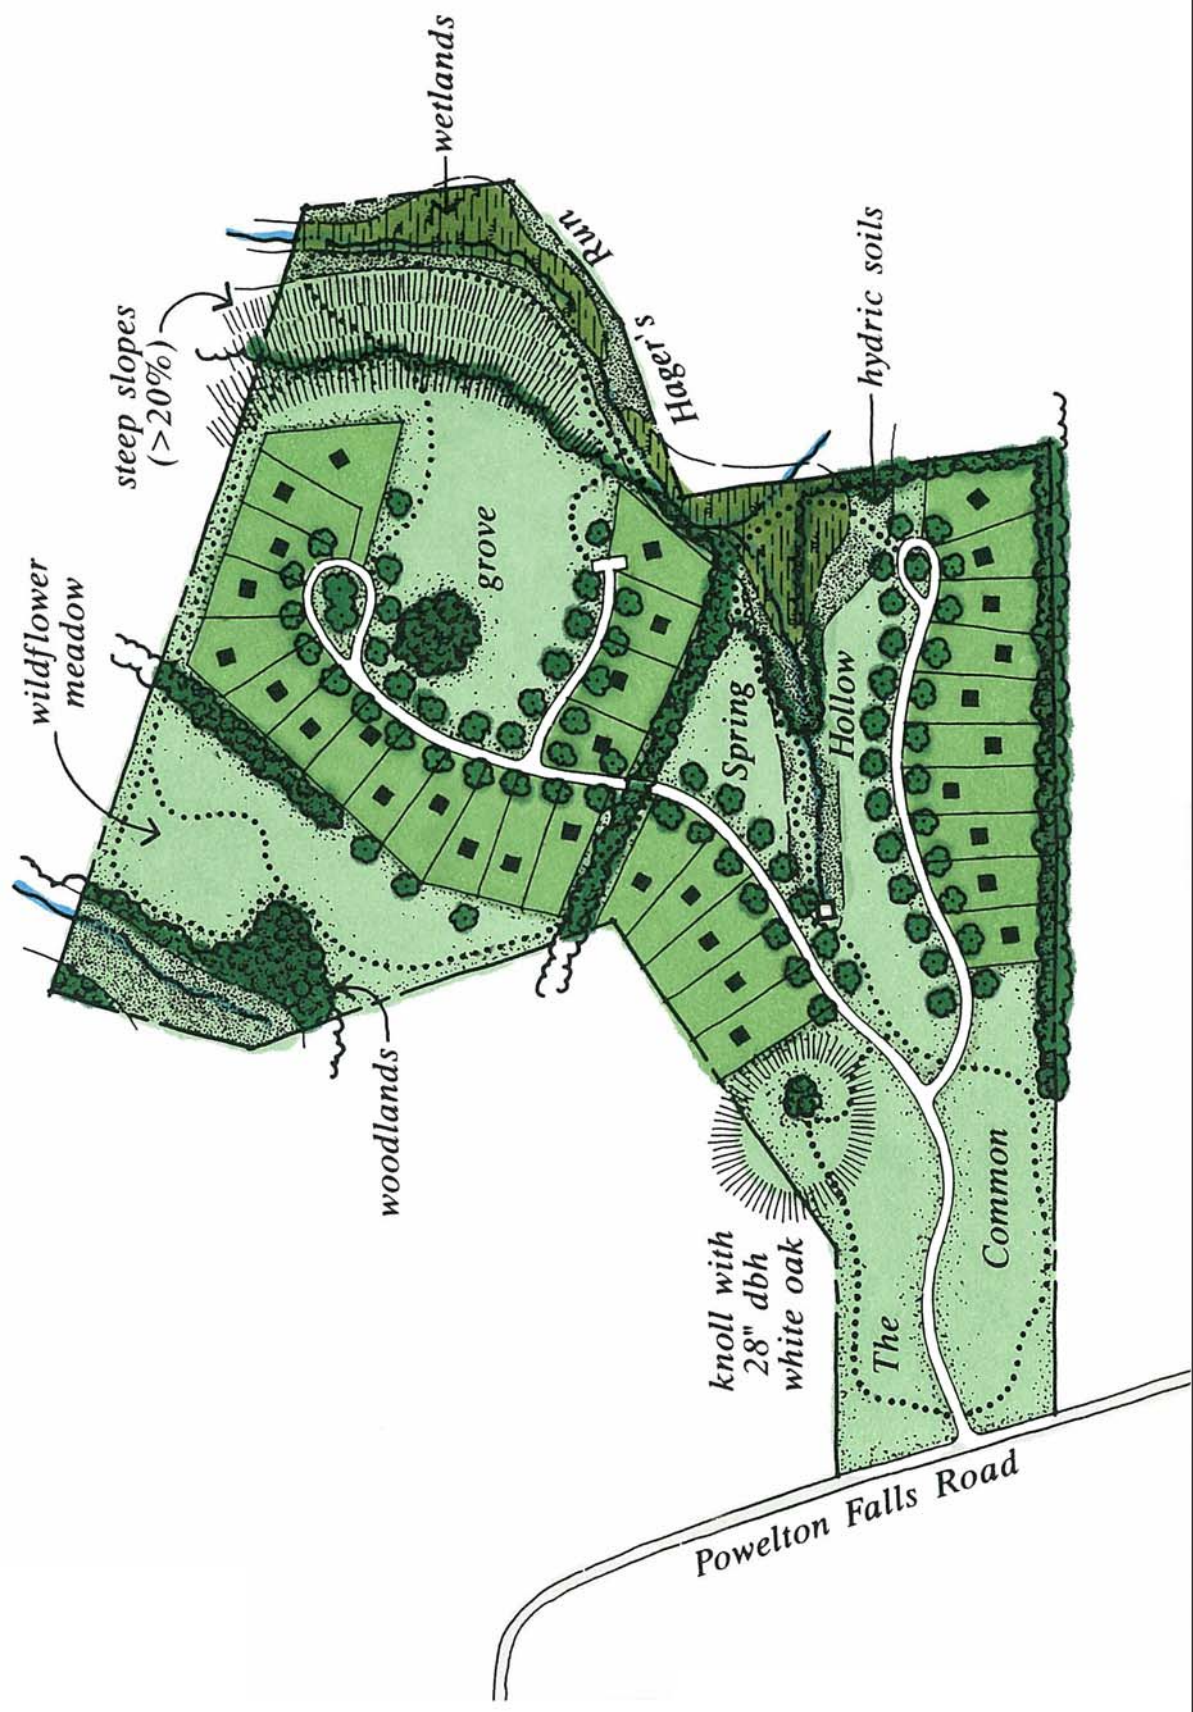 wetlands
steep slopes
(>20%)
Run
Hager's
hydric soils
wildflower
meadow
grove
Spring
Hollow
woodlands
knoll with
28" dbh
white oak
The
Common
Powelton Falls Road